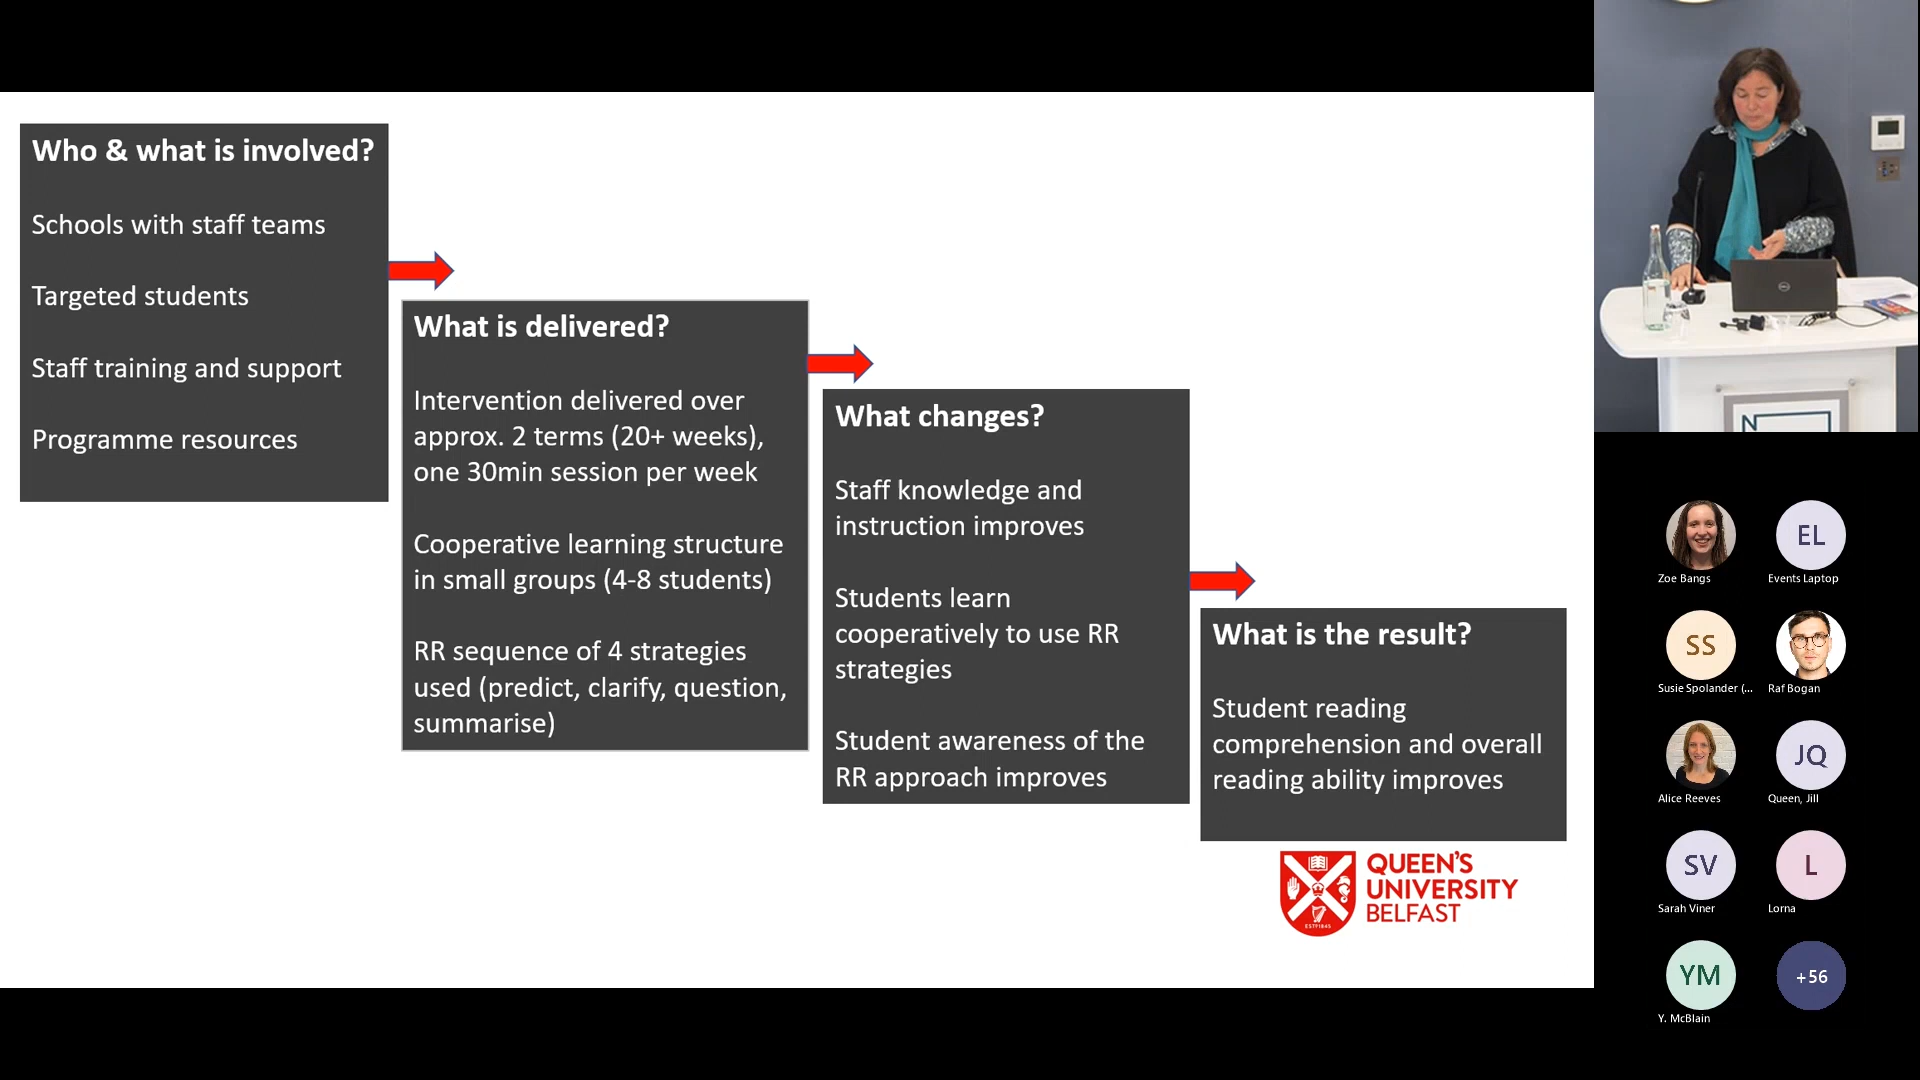 Who & what is involved?
Schools with staff teams
Targeted students
Staff training and support
Programme resources
What is delivered?
Intervention delivered over
approx. 2 terms (20+ weeks),
one 30min session per week
Cooperative learning structure
in small groups (4-8 students)
RR sequence of 4 strategies
used (predict, clarify, question,
summarise)
What changes?
Staff knowledge and
instruction improves
Students learn
cooperatively to use RR
strategies
Student awareness of the
RR approach improves
What is the result?
Student reading
comprehension and overall
reading ability improves
QUEEN'S
UNIVERSITY
BELFAST
ESTD1845
DELL
N
Zoe Bangs
EL
Events Laptop
SS
Susie Spolander (...
Raf Bogan
Alice Reeves
JQ
Queen, Jill
SV
Sarah Viner
L
Lorna
YM
Y. McBlain
+56